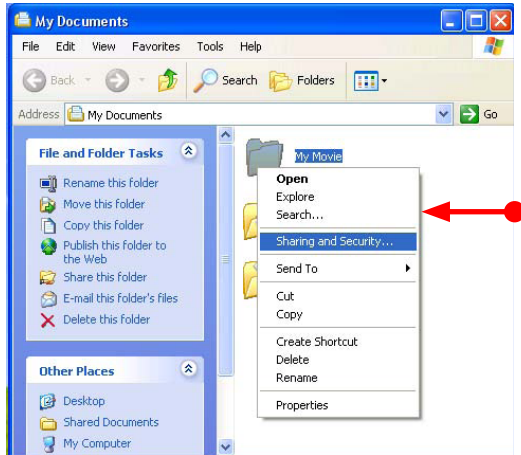 My Documents
File Edit View Favorites Tools Help
Back Search Folders
Address My Documents Go
File and Folder Tasks
Rename this folder
Move this folder
Copy this folder
Publish this folder to
the Web
Share this folder
E-mail this folder's files
Delete this folder
Other Places
Desktop
Shared Documents
My Computer
My Movie
Open
Explore
Search...
Sharing and Security...
Send To
Cut
Copy
Create Shortcut
Delete
Rename
Properties